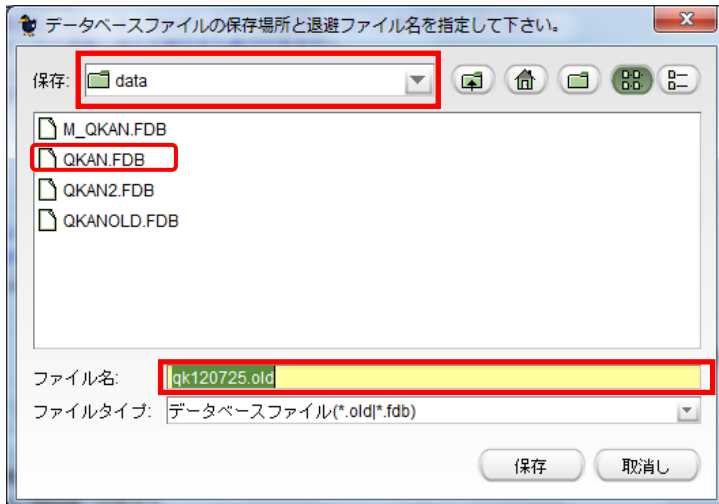 データベースファイルの保存場所と退避ファイル名を指定して下さい。
保存: data
M_QKAN.FDB
QKAN.FDB
QKAN2.FDB
QKANOLD.FDB
ファイル名: qk120725.old
ファイルタイプ: データベースファイル(*.old|*.fdb)
保存 取消し